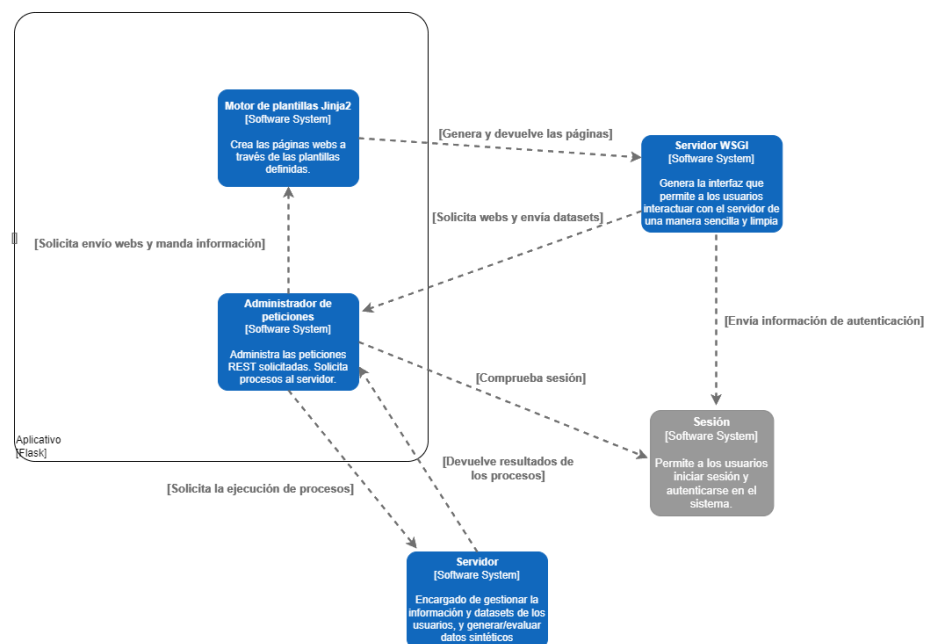 Motor de plantillas Jinja2
[Software System]
Crea las páginas webs a
través de las plantillas
definidas.
[Genera y devuelve las páginas]
Servidor WSGI
[Software System]
Genera la interfaz que
permite a los usuarios
interactuar con el servidor de
una manera sencilla y limpia
[Solicita webs y envía datasets]
[Solicita envío webs y manda información]
Administrador de
peticiones
[Software System]
Administra las peticiones
REST solicitadas. Solicita
procesos al servidor.
[Envía información de autenticación]
[Comprueba sesión]
Sesión
[Software System]
Permite a los usuarios
iniciar sesión y
autenticarse en el
sistema.
Aplicativo
[Flask]
[Devuelve resultados de
los procesos]
[Solicita la ejecución de procesos]
Servidor
[Software System]
Encargado de gestionar la
información y datasets de los
usuarios, y generar/evaluar
datos sintéticos